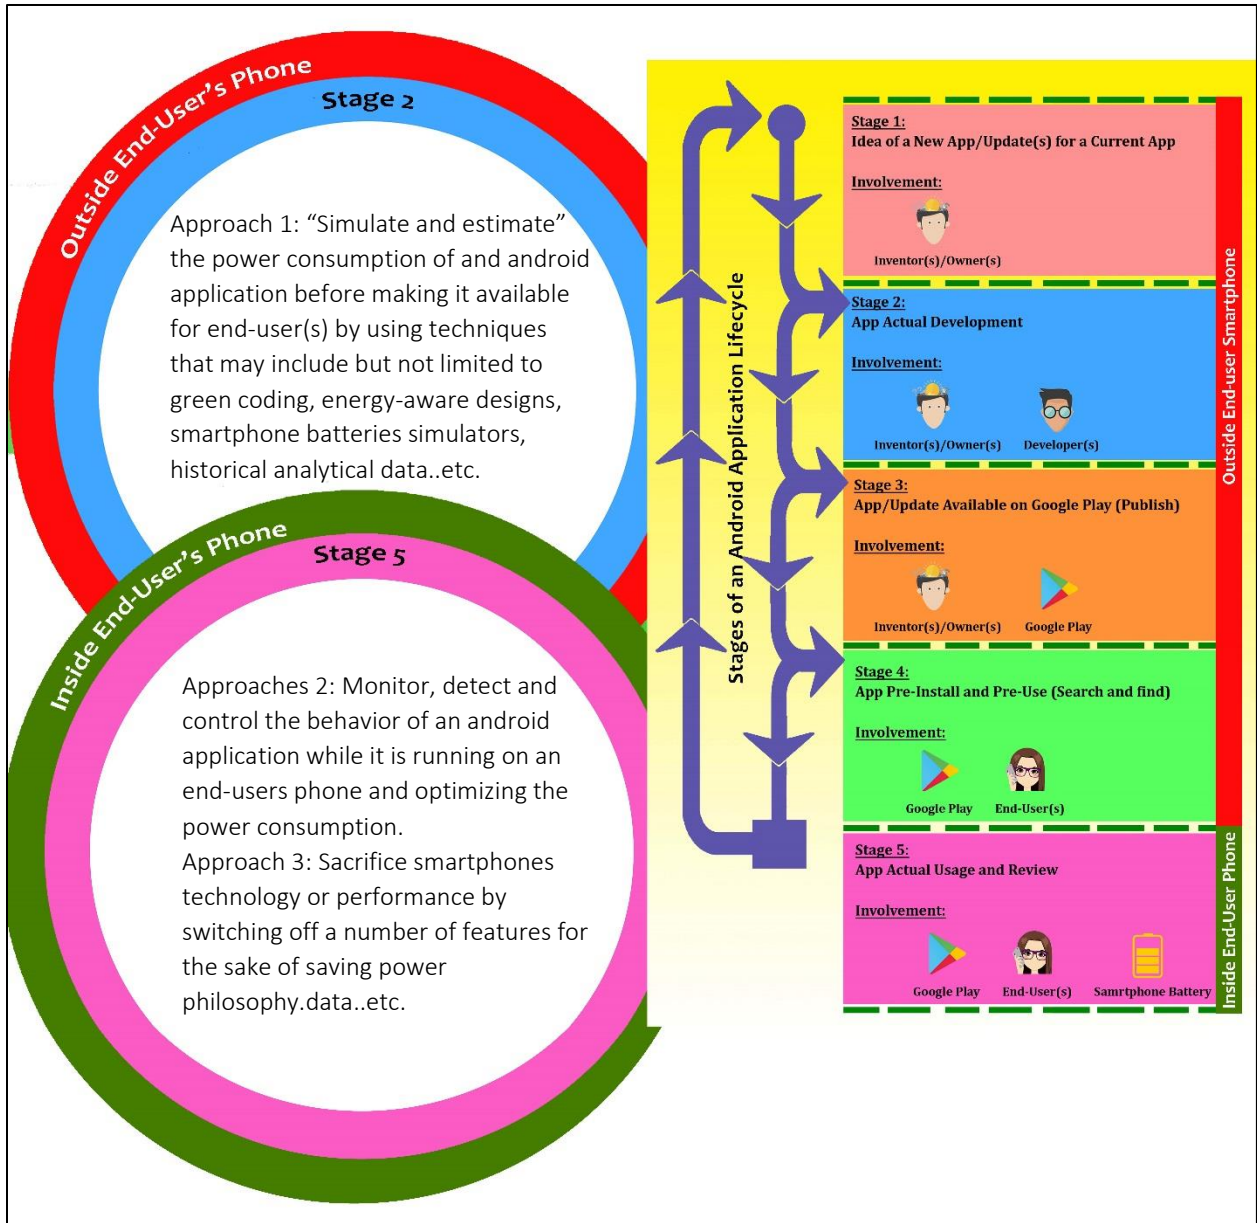 Outside End-User's Phone
Stage 2
Approach 1: “Simulate and estimate”
the power consumption of and android
application before making it available
for end-user(s) by using techniques
that may include but not limited to
green coding, energy-aware designs,
smartphone batteries simulators,
historical analytical data..etc.
Inside End-User's Phone
Stage 5
Approaches 2: Monitor, detect and
control the behavior of an android
application while it is running on an
end-users phone and optimizing the
power consumption.
Approach 3: Sacrifice smartphones
technology or performance by
switching off a number of features for
the sake of saving power
philosophy.data..etc.
Stages of an Android Application Lifecycle
Stage 1:
Idea of a New App/Update(s) for a Current App
Involvement:
Inventor(s)/Owner(s)
Stage 2:
App Actual Development
Involvement:
Inventor(s)/Owner(s) Developer(s)
Stage 3:
App/Update Available on Google Play (Publish)
Involvement:
Inventor(s)/Owner(s) Google Play
Stage 4:
App Pre-Install and Pre-Use (Search and find)
Involvement:
Google Play End-User(s)
Stage 5:
App Actual Usage and Review
Involvement:
Google Play End-User(s) Samrtphone Battery
Outside End-user Smartphone
Inside End-User Phone